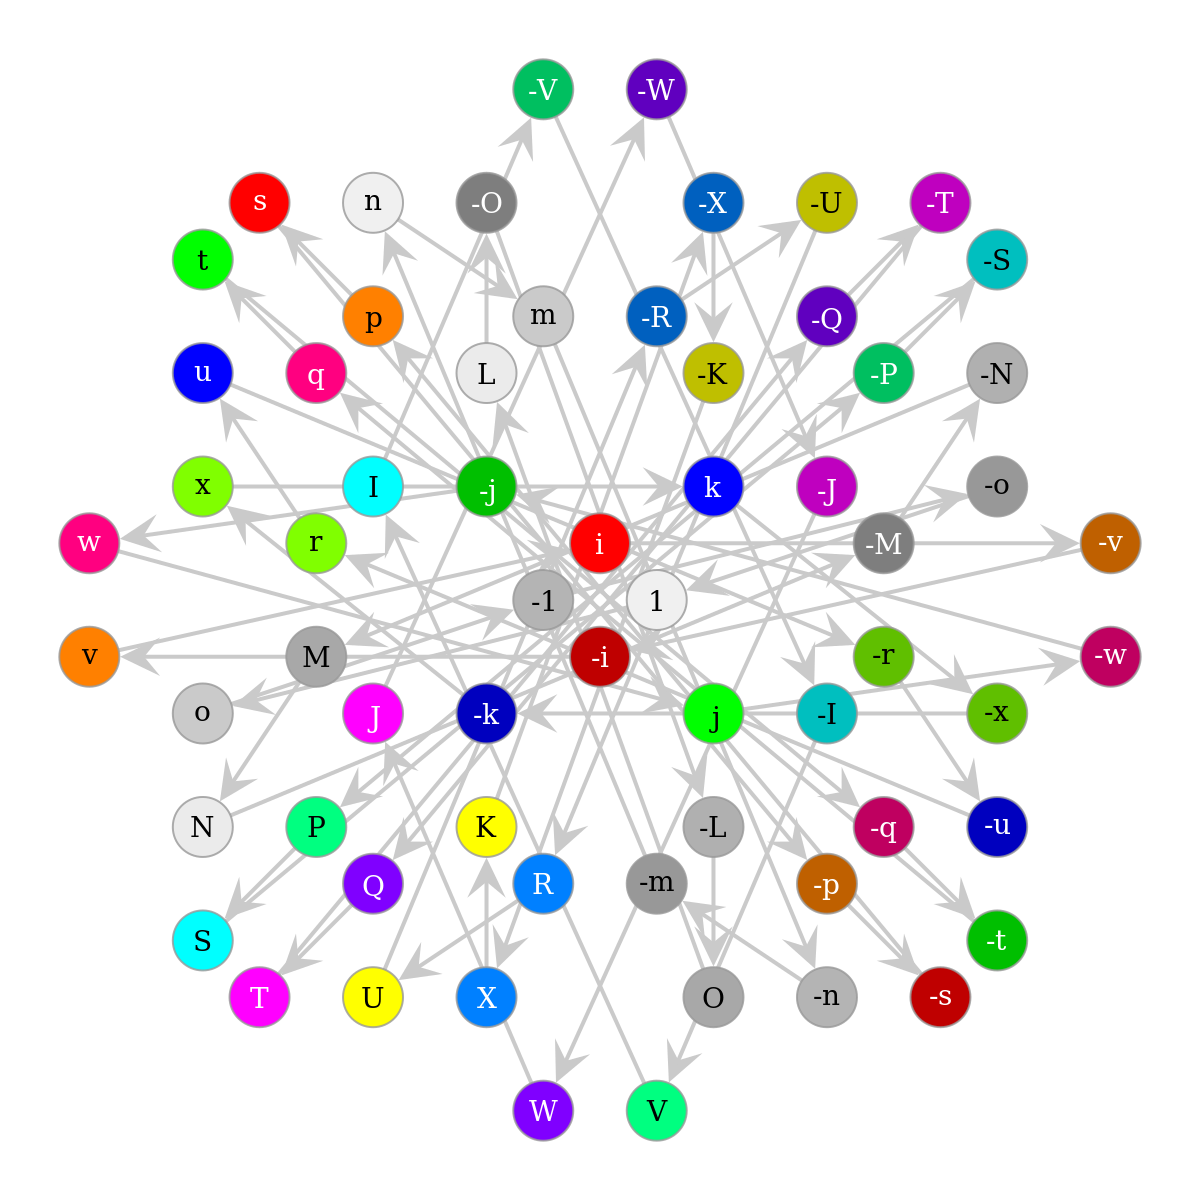 -V -W
s n -O -X -U -T
t -S
p m -R -Q
u q L -K -P -N
x I -j k -J -o
w r i -M -v
-1 1
v M -i -r -w
o J -k j -I -x
N P K -L -q -u
Q R -m -p
S -t
T U X O -n -s
W V